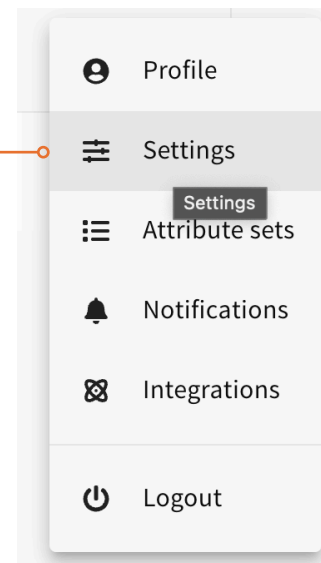 Profile
Settings
Settings
Attribute sets
Notifications
Integrations
Logout